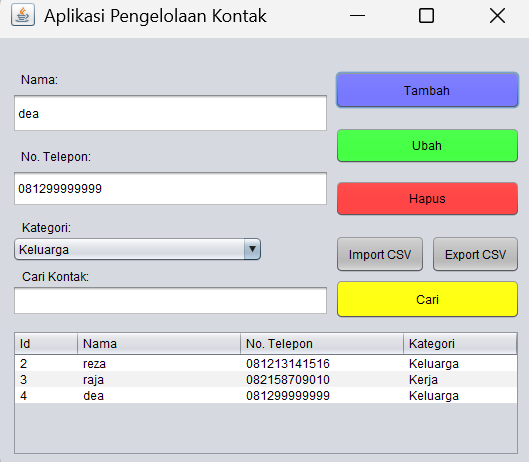 Aplikasi Pengelolaan Kontak
Nama:
dea
Tambah
Ubah
No. Telepon:
081299999999
Hapus
Kategori:
Keluarga
Import CSV Export CSV
Cari Kontak:
Cari
Id Nama No. Telepon Kategori
2 reza 081213141516 Keluarga
3 raja 082158709010 Kerja
4 dea 081299999999 Keluarga